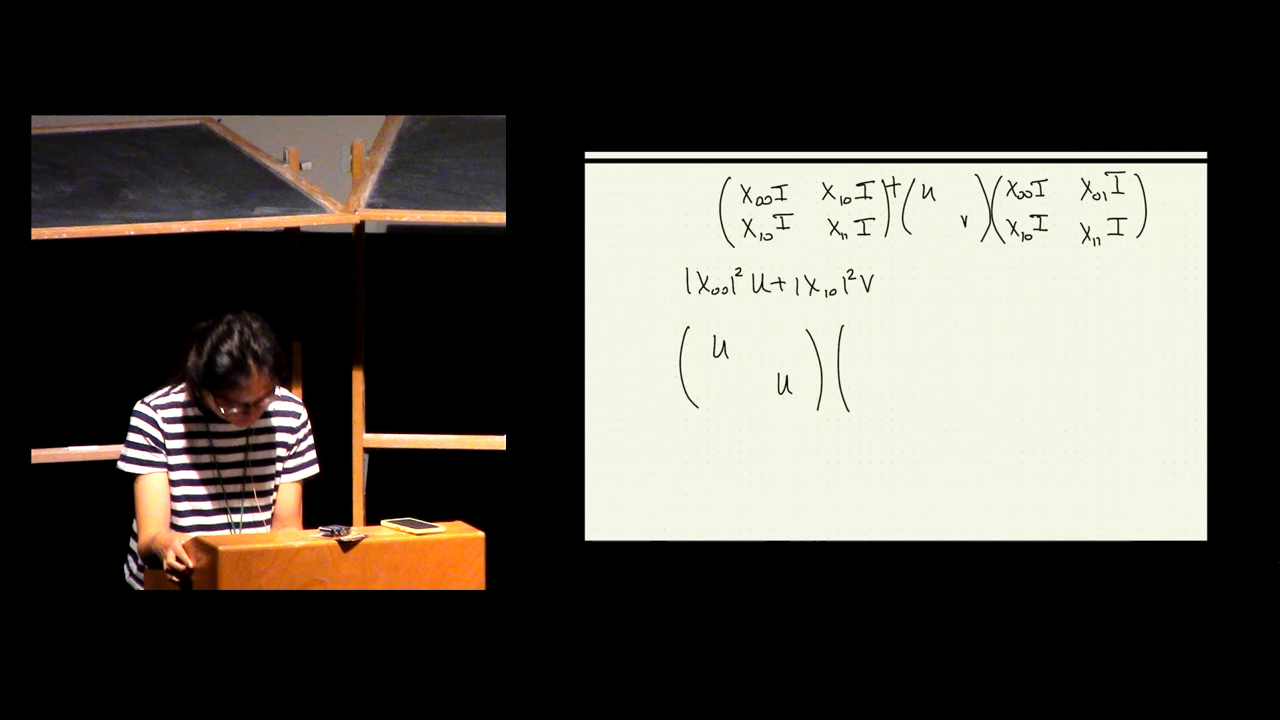 (X₀₀I X₁₀I)† (U ) (X₀₀I X₀₁I)
(X₁₀I X₁₁I) ( V) (X₁₀I X₁₁I)
|X₀₀|² U + |X₁₀|² V
(U ) (
( U)